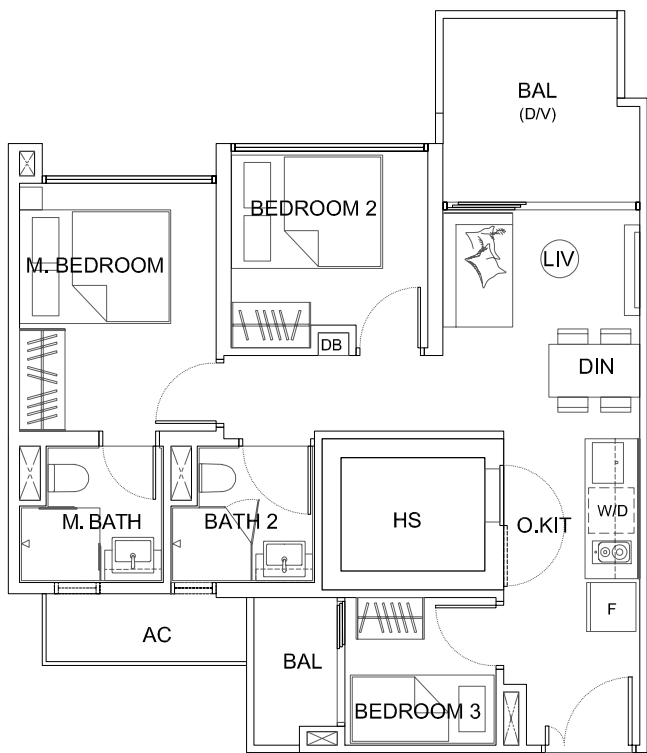 BAL
(D/V)
BEDROOM 2
M. BEDROOM
LIV
DB
DIN
M. BATH
BATH 2
HS
O.KIT
W/D
F
AC
BAL
BEDROOM 3